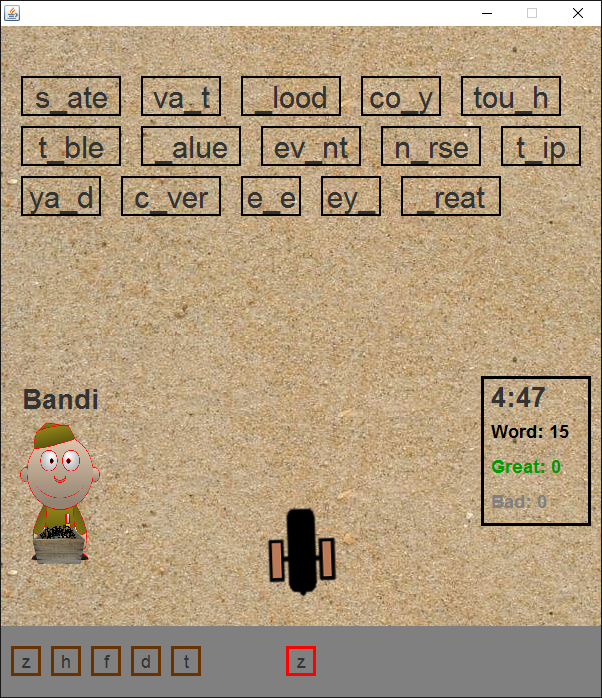 s_ate va_t _lood co_y tou_h
t_ble _alue ev_nt n_rse t_ip
ya_d c_ver e_e ey_ _reat
Bandi
4:47
Word: 15
Great: 0
Bad: 0
z h f d t z